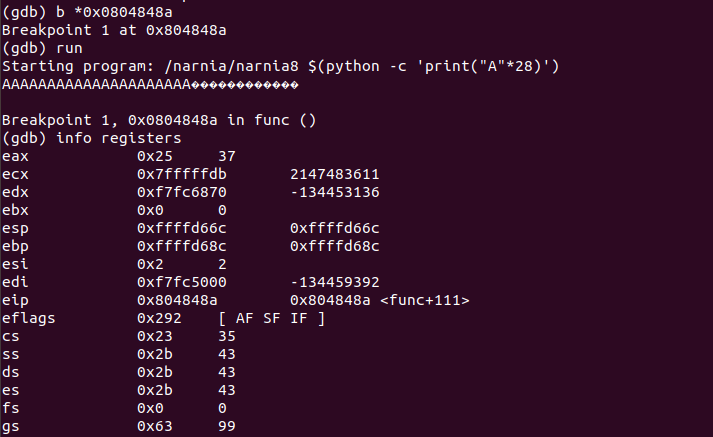 (gdb) b *0x0804848a
Breakpoint 1 at 0x804848a
(gdb) run
Starting program: /narnia/narnia8 $(python -c 'print("A"*28)')
AAAAAAAAAAAAAAAAAAAAA������������
Breakpoint 1, 0x0804848a in func ()
(gdb) info registers
eax 0x25 37
ecx 0x7fffffdb 2147483611
edx 0xf7fc6870 -134453136
ebx 0x0 0
esp 0xffffd66c 0xffffd66c
ebp 0xffffd68c 0xffffd68c
esi 0x2 2
edi 0xf7fc5000 -134459392
eip 0x804848a 0x804848a <func+111>
eflags 0x292 [ AF SF IF ]
cs 0x23 35
ss 0x2b 43
ds 0x2b 43
es 0x2b 43
fs 0x0 0
gs 0x63 99